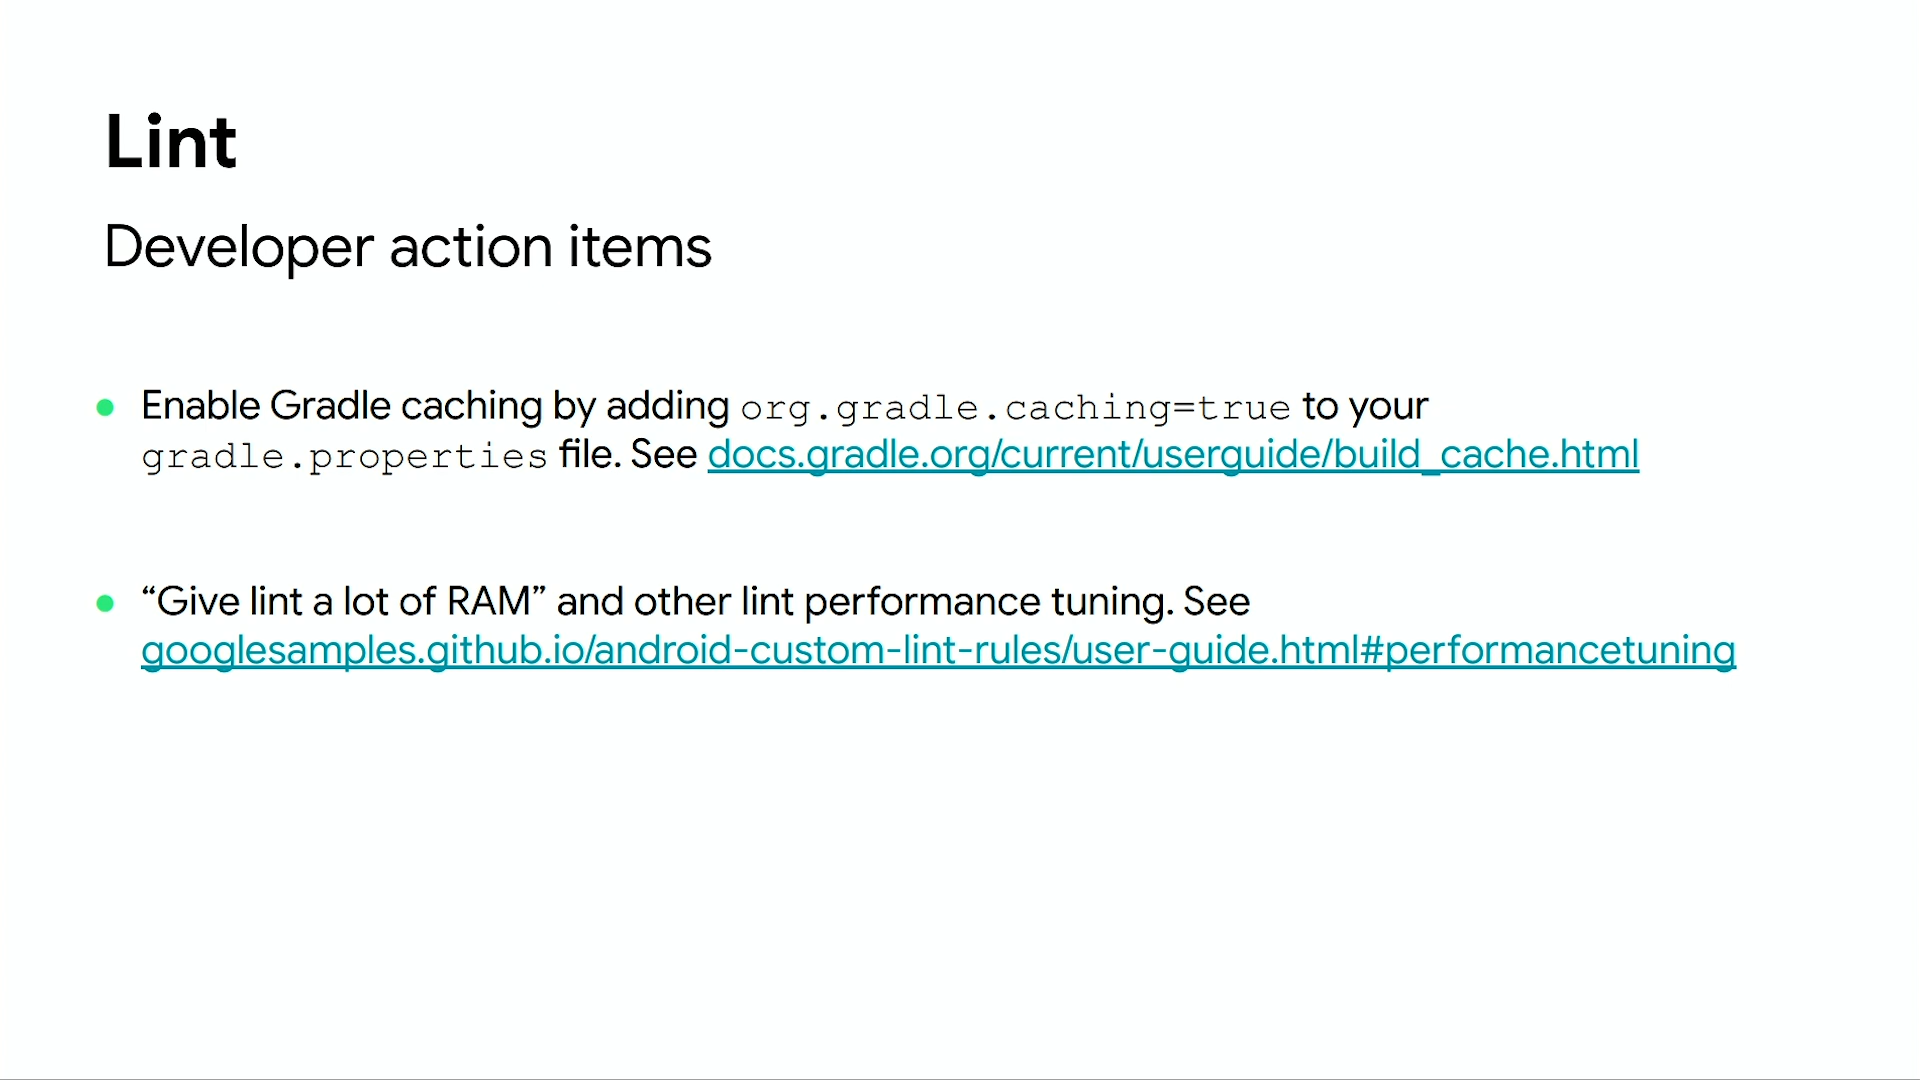 Lint
Developer action items
Enable Gradle caching by adding org.gradle.caching=true to your
gradle.properties file. See docs.gradle.org/current/userguide/build_cache.html
“Give lint a lot of RAM” and other lint performance tuning. See
googlesamples.github.io/android-custom-lint-rules/user-guide.html#performancetuning